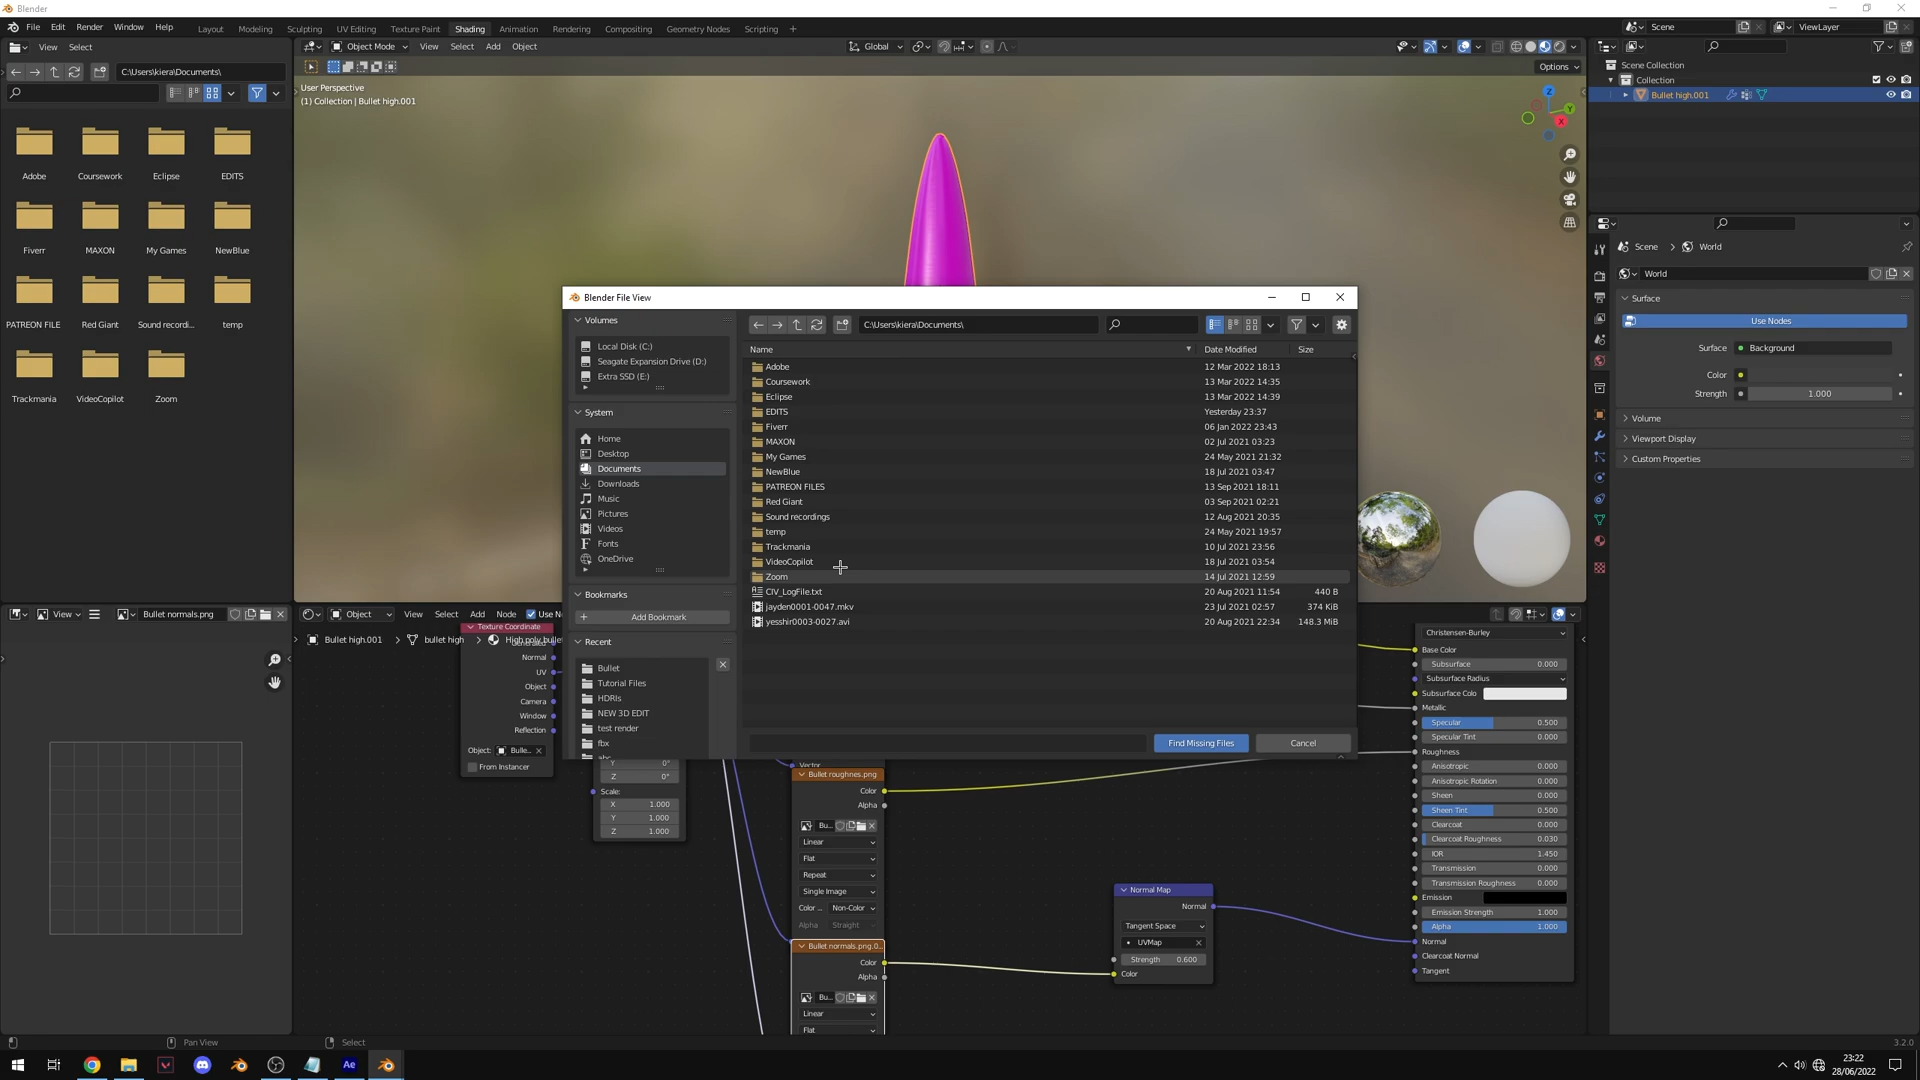 Blender
File Edit Render Window Help Layout Modeling Sculpting UV Editing Texture Paint Shading Animation Rendering Compositing Geometry Nodes Scripting + Scene ViewLayer
View Select
C:\Users\kiera\Documents\
Adobe Coursework Eclipse EDITS
Fiverr MAXON My Games NewBlue
PATREON FILE Red Giant Sound recordi... temp
Trackmania VideoCopilot Zoom
Object Mode View Select Add Object Global
Options
User Perspective
(1) Collection | Bullet high.001
Z
Y
X
Scene Collection
Collection
Bullet high.001
Scene > World
World
Surface
Use Nodes
Surface Background
Color
Strength 1.000
Volume
Viewport Display
Custom Properties
Blender File View
Volumes
Local Disk (C:)
Seagate Expansion Drive (D:)
Extra SSD (E:)
System
Home
Desktop
Documents
Downloads
Music
Pictures
Videos
Fonts
OneDrive
Bookmarks
+ Add Bookmark
Recent
Bullet
Tutorial Files
HDRIs
NEW 3D EDIT
test render
fbx
C:\Users\kiera\Documents\
Name Date Modified Size
Adobe 12 Mar 2022 18:13
Coursework 13 Mar 2022 14:35
Eclipse 13 Mar 2022 14:39
EDITS Yesterday 23:37
Fiverr 06 Jan 2022 23:43
MAXON 02 Jul 2021 03:23
My Games 24 May 2021 21:32
NewBlue 18 Jul 2021 03:47
PATREON FILES 13 Sep 2021 18:11
Red Giant 03 Sep 2021 02:21
Sound recordings 12 Aug 2021 20:35
temp 24 May 2021 19:57
Trackmania 10 Jul 2021 23:56
VideoCopilot 18 Jul 2021 03:54
Zoom 14 Jul 2021 12:59
CIV_LogFile.txt 20 Aug 2021 11:54 440 B
jayden0001-0047.mkv 23 Jul 2021 02:57 374 KiB
yesshir0003-0027.avi 20 Aug 2021 22:34 148.3 MiB
Find Missing Files Cancel
View Bullet normals.png
Object View Select Add Node Use N
Bullet high.001 > bullet high > High poly bulle
Texture Coordinate
Normal
UV
Object
Camera
Window
Reflection
Object: Bulle...
From Instancer
Y 0°
Z 0°
Scale:
X 1.000
Y 1.000
Z 1.000
Vector
Bullet roughnes.png
Color
Alpha
Bu...
Linear
Flat
Repeat
Single Image
Color ... Non-Color
Alpha Straight
Bullet normals.png.0...
Color
Alpha
Bu...
Linear
Flat
Normal Map
Normal
Tangent Space
UVMap
Strength 0.600
Color
Christensen-Burley
Base Color
Subsurface 0.000
Subsurface Radius
Subsurface Colo
Metallic
Specular 0.500
Specular Tint 0.000
Roughness
Anisotropic 0.000
Anisotropic Rotation 0.000
Sheen 0.000
Sheen Tint 0.500
Clearcoat 0.000
Clearcoat Roughness 0.030
IOR 1.450
Transmission 0.000
Transmission Roughness 0.000
Emission
Emission Strength 1.000
Alpha 1.000
Normal
Clearcoat Normal
Tangent
Pan View Select 3.2.0
Ae
23:22
28/06/2022